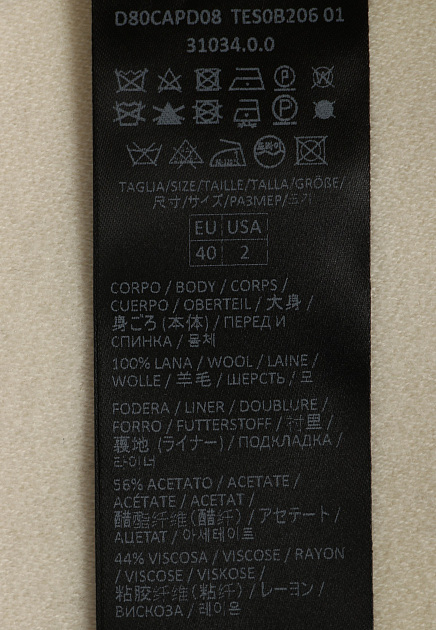 D80CAPD08 TES0B206 01
31034.0.0
TAGLIA/SIZE/TAILLE/TALLA/GRÖßE/
尺寸/サイズ/РАЗМЕР/크기
EU USA
40 2
CORPO / BODY / CORPS /
CUERPO / OBERTEIL / 大身 /
身ごろ (本体) / ПЕРЕД И
СПИНКА / 몸체
100% LANA / WOOL / LAINE /
WOLLE / 羊毛 / ШЕРСТЬ / 모
FODERA / LINER / DOUBLURE /
FORRO / FUTTERSTOFF / 衬里 /
裏地 (ライナー) / ПОДКЛАДКА /
라이너
56% ACETATO / ACETATE /
ACÉTATE / ACETAT /
醋酯纤维 (醋纤) / アセテート /
АЦЕТАТ / 아세테이트
44% VISCOSA / VISCOSE / RAYON
/ VISCOSE / VISKOSE /
粘胶纤维 (粘纤) / レーヨン /
ВИСКОЗА / 레이온